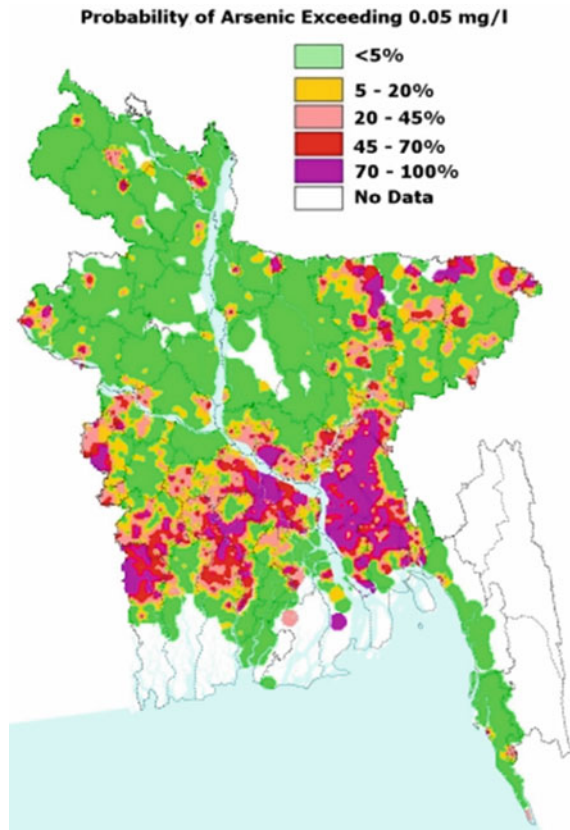 Probability of Arsenic Exceeding 0.05 mg/l
<5%
5 - 20%
20 - 45%
45 - 70%
70 - 100%
No Data